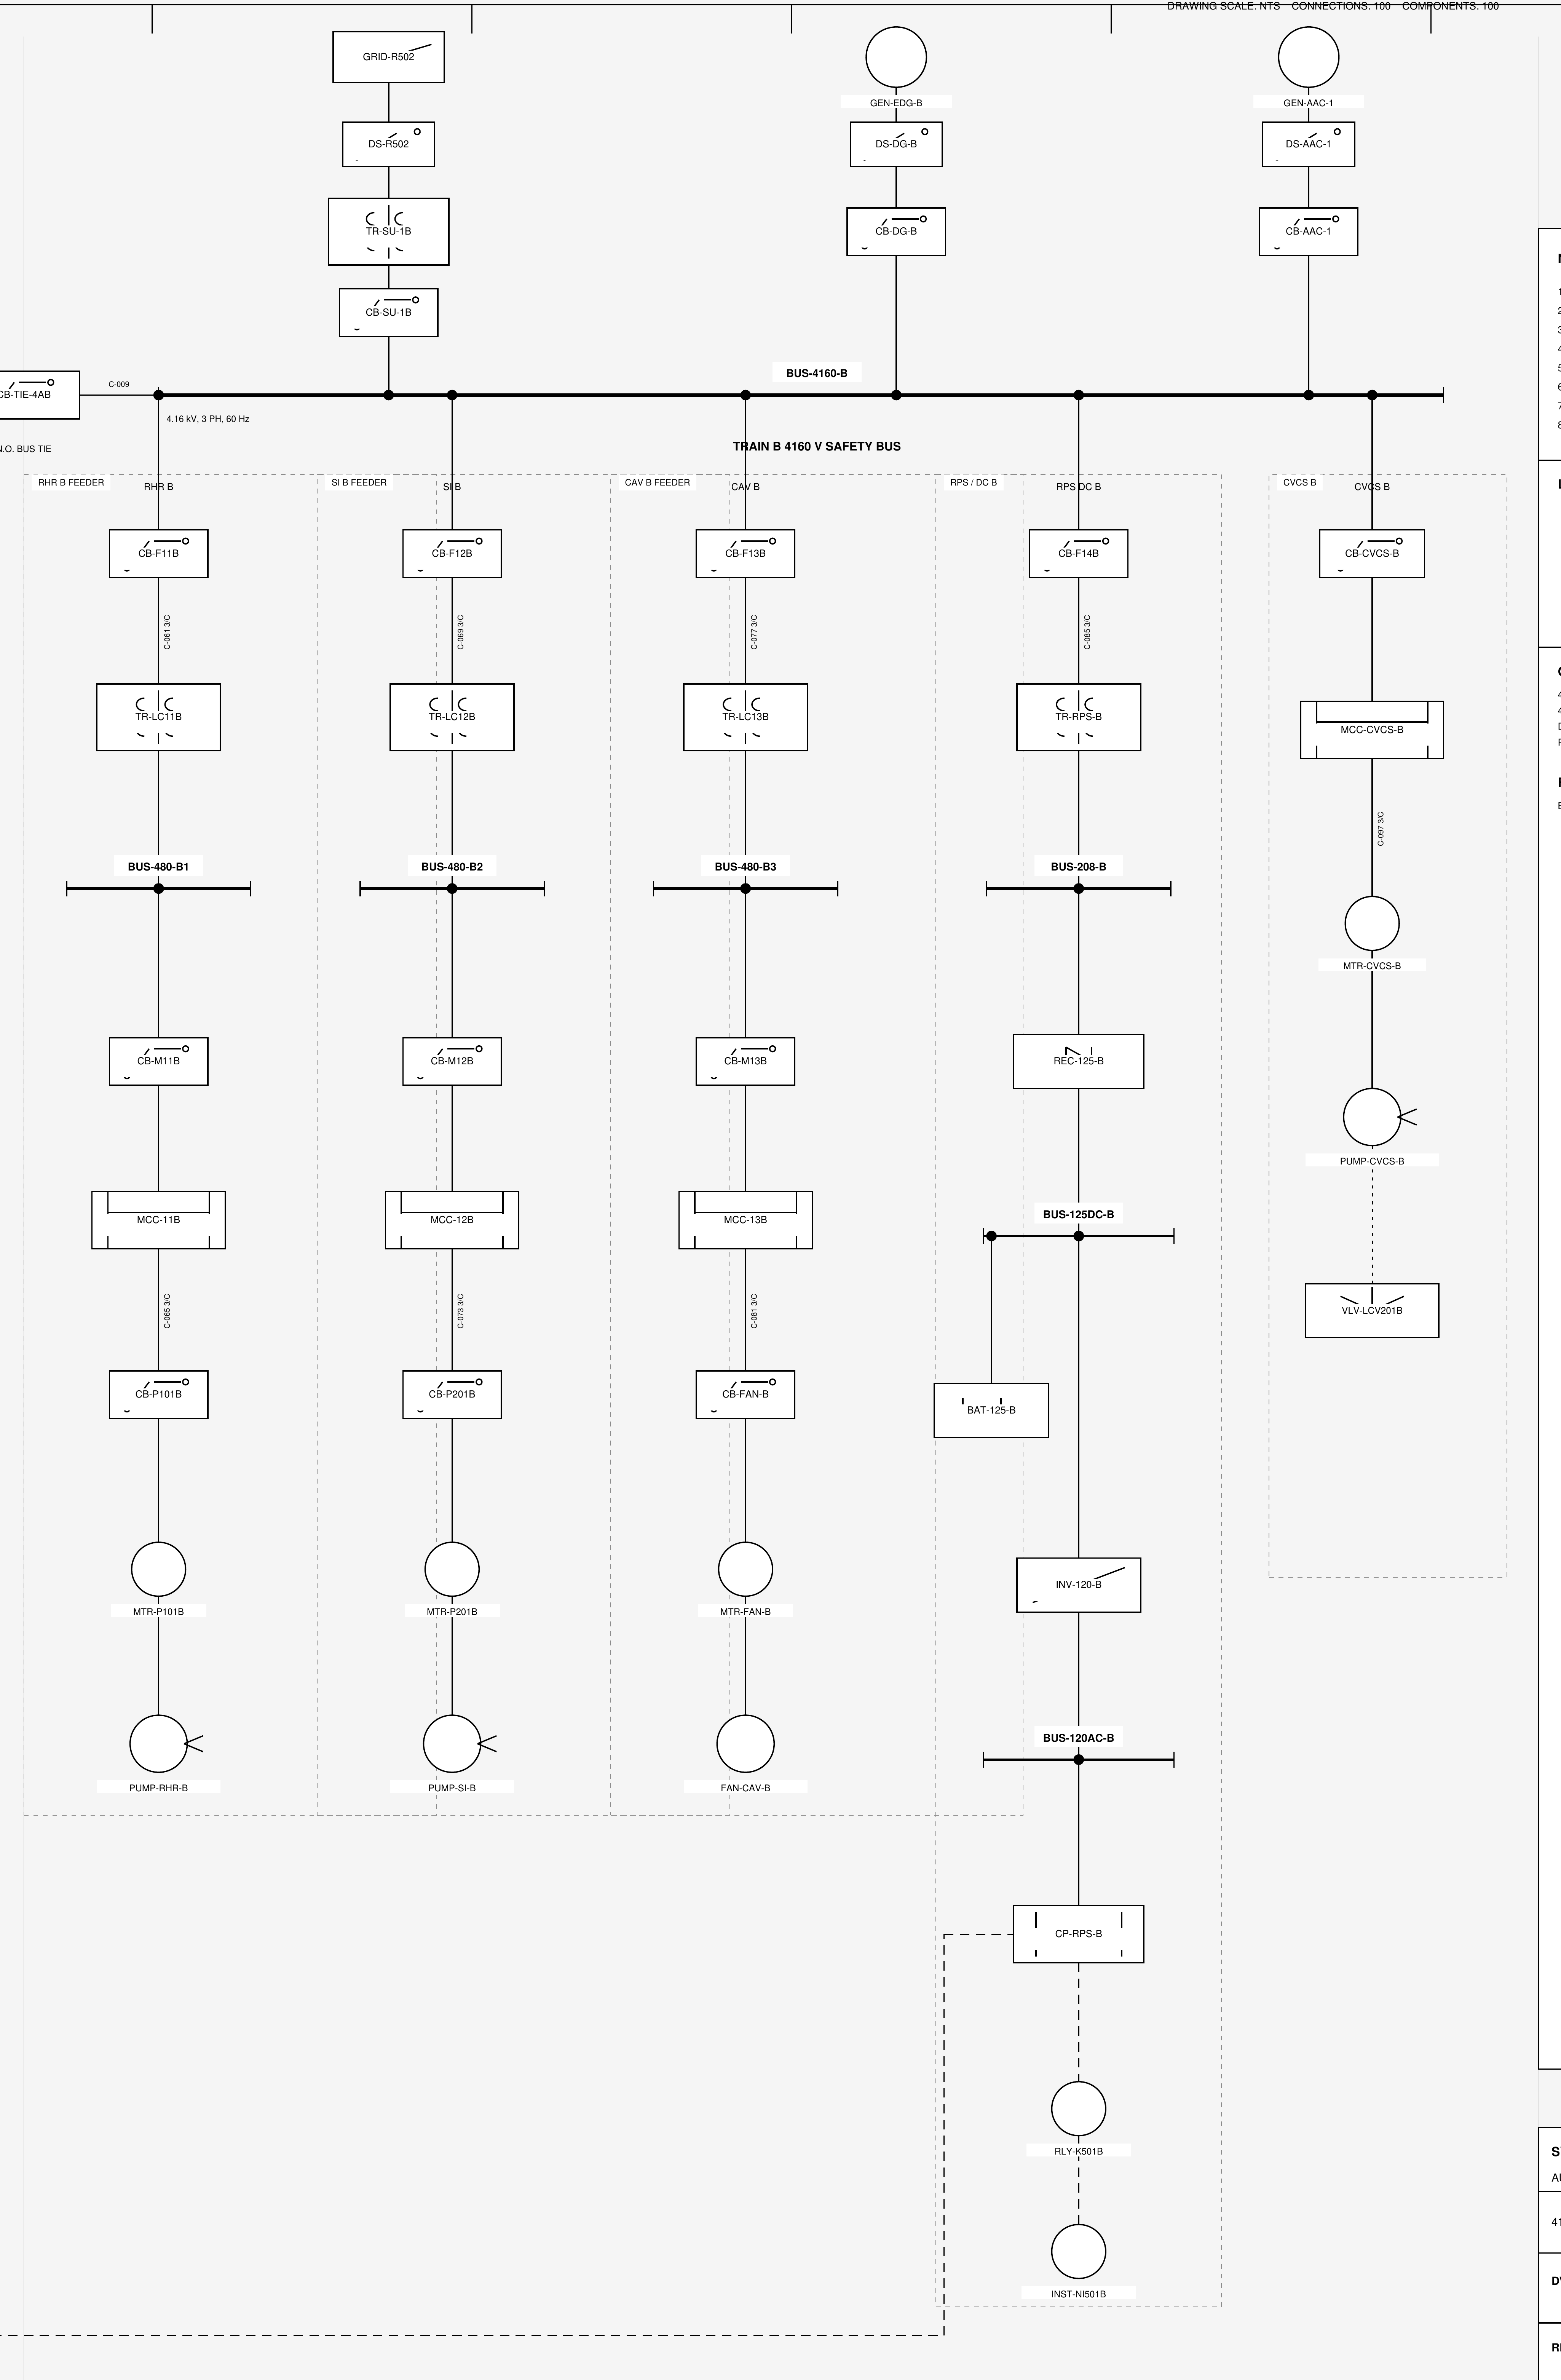 DRAWING SCALE: NTS    CONNECTIONS: 100    COMPONENTS: 100
GRID-R502
GEN-EDG-B
GEN-AAC-1
DS-R502
DS-DG-B
DS-AAC-1
TR-SU-1B
CB-DG-B
CB-AAC-1
CB-SU-1B
BUS-4160-B
C-009
CB-TIE-4AB
4.16 kV, 3 PH, 60 Hz
N.O. BUS TIE
TRAIN B 4160 V SAFETY BUS
RHR B FEEDER
RHR B
SI B FEEDER
SI B
CAV B FEEDER
CAV B
RPS / DC B
RPS DC B
CVCS B
CVCS B
CB-F11B
CB-F12B
CB-F13B
CB-F14B
CB-CVCS-B
C-061 3/C
C-069 3/C
C-077 3/C
C-085 3/C
TR-LC11B
TR-LC12B
TR-LC13B
TR-RPS-B
MCC-CVCS-B
C-097 3/C
BUS-480-B1
BUS-480-B2
BUS-480-B3
BUS-208-B
MTR-CVCS-B
CB-M11B
CB-M12B
CB-M13B
REC-125-B
PUMP-CVCS-B
MCC-11B
MCC-12B
MCC-13B
BUS-125DC-B
C-065 3/C
C-073 3/C
C-081 3/C
VLV-LCV201B
CB-P101B
CB-P201B
CB-FAN-B
BAT-125-B
MTR-P101B
MTR-P201B
MTR-FAN-B
INV-120-B
BUS-120AC-B
PUMP-RHR-B
PUMP-SI-B
FAN-CAV-B
CP-RPS-B
RLY-K501B
INST-NI501B